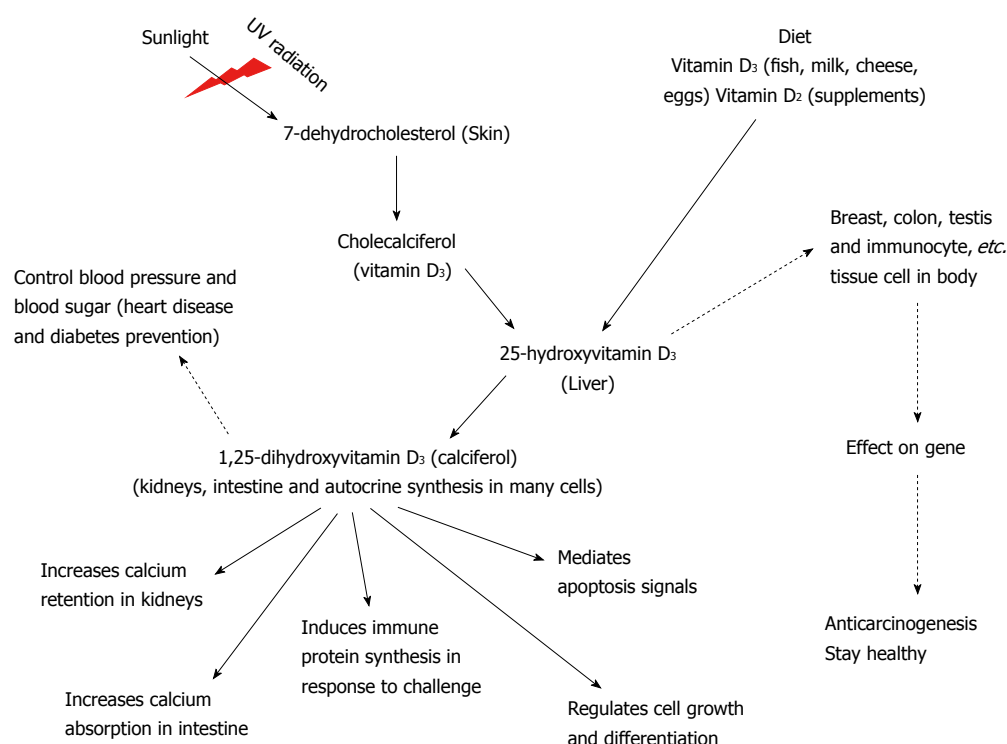 Sunlight
UV radiation
7-dehydrocholesterol (Skin)
Cholecalciferol
(vitamin D₃)
Diet
Vitamin D₃ (fish, milk, cheese,
eggs) Vitamin D₂ (supplements)
25-hydroxyvitamin D₃
(Liver)
Breast, colon, testis
and immunocyte, etc.
tissue cell in body
Effect on gene
Anticarcinogenesis
Stay healthy
Control blood pressure and
blood sugar (heart disease
and diabetes prevention)
1,25-dihydroxyvitamin D₃ (calciferol)
(kidneys, intestine and autocrine synthesis in many cells)
Increases calcium
retention in kidneys
Increases calcium
absorption in intestine
Induces immune
protein synthesis in
response to challenge
Mediates
apoptosis signals
Regulates cell growth
and differentiation